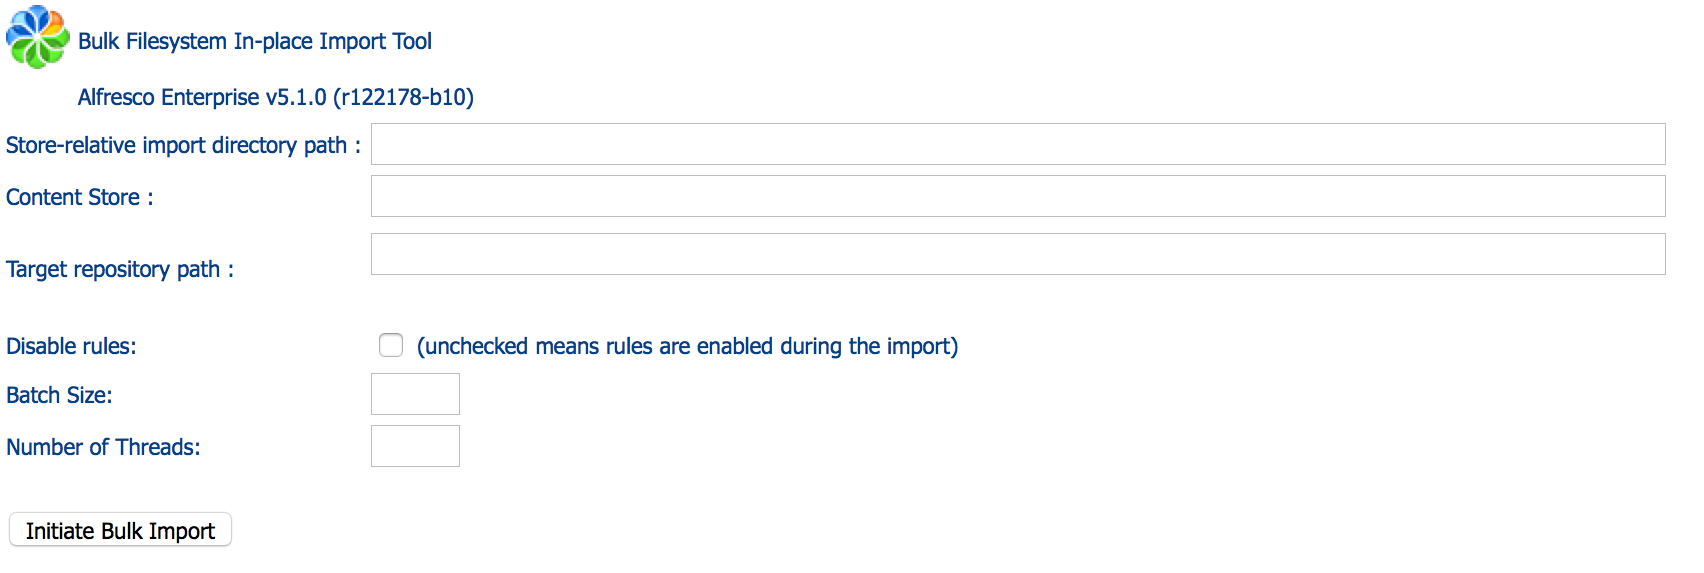 Bulk Filesystem In-place Import Tool
Alfresco Enterprise v5.1.0 (r122178-b10)
Store-relative import directory path :
Content Store :
Target repository path :
Disable rules: (unchecked means rules are enabled during the import)
Batch Size:
Number of Threads:
Initiate Bulk Import